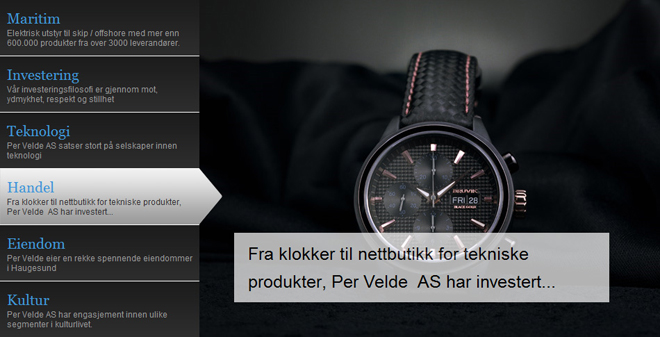 Maritim
Elektrisk utstyr til skip / offshore med mer enn
600.000 produkter fra over 3000 leverandører.
Investering
Vår investeringsfilosofi er gjennom mot,
ydmykhet, respekt og stillhet
Teknologi
Per Velde AS satser stort på selskaper innen
teknologi
Handel
Fra klokker til nettbutikk for tekniske produkter,
Per Velde  AS har investert...
Eiendom
Per Velde eier en rekke spennende eiendommer
i Haugesund
Kultur
Per Velde AS har engasjement innen ulike
segmenter i kulturlivet.
FRI 28
Fra klokker til nettbutikk for tekniske
produkter, Per Velde  AS har investert...